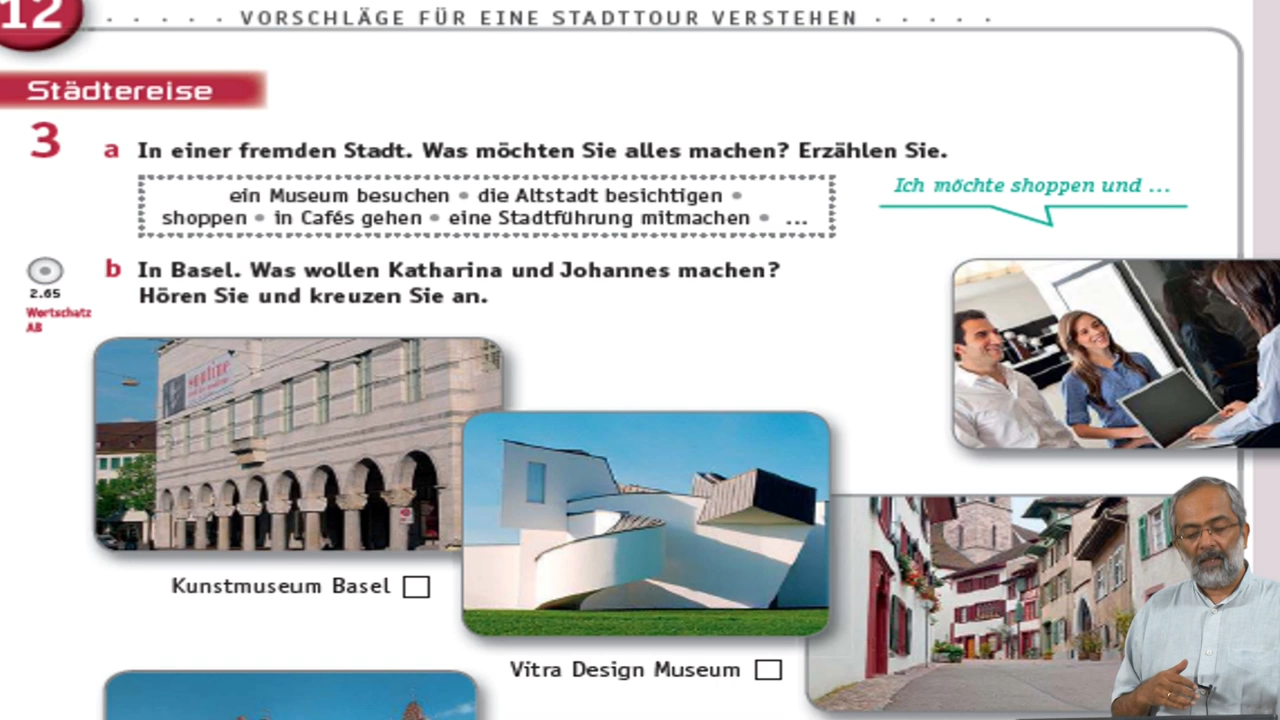 12
VORSCHLÄGE FÜR EINE STADTTOUR VERSTEHEN
Städtereise
3
a In einer fremden Stadt. Was möchten Sie alles machen? Erzählen Sie.
ein Museum besuchen • die Altstadt besichtigen •
shoppen • in Cafés gehen • eine Stadtführung mitmachen • ...
Ich möchte shoppen und ...
b In Basel. Was wollen Katharina und Johannes machen?
Hören Sie und kreuzen Sie an.
2.65
Wortschatz
AB
soutine
Kunstmuseum Basel
Vitra Design Museum